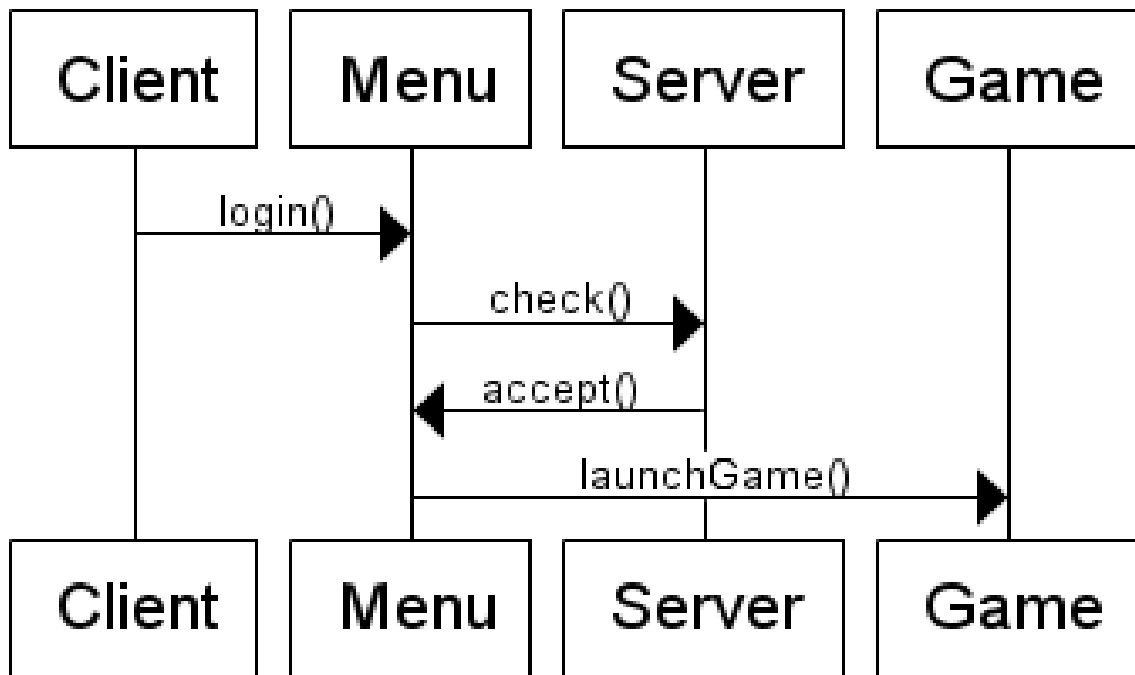 Client Menu Server Game
login()
check()
accept()
launchGame()
Client Menu Server Game